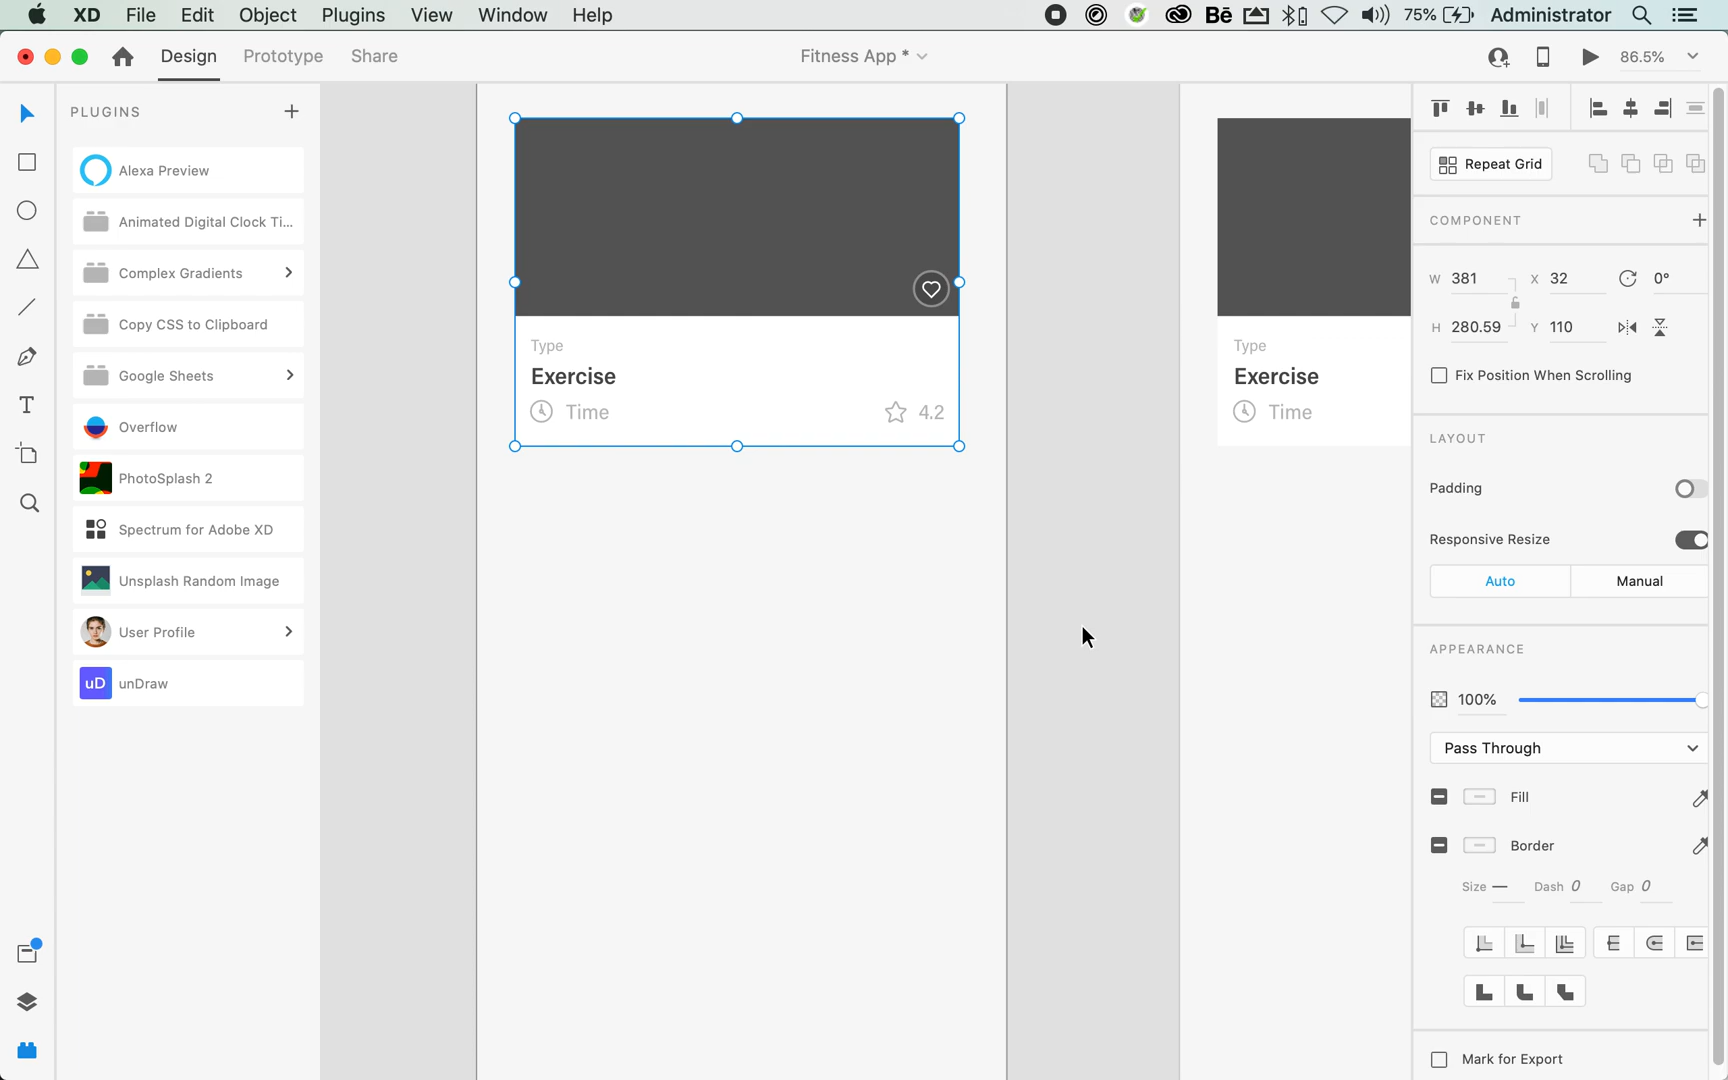 XD File Edit Object Plugins View Window Help Bē 75% Administrator
Design Prototype Share Fitness App * 86.5%
PLUGINS
Alexa Preview
Animated Digital Clock Ti...
Complex Gradients
Copy CSS to Clipboard
Google Sheets
Overflow
PhotoSplash 2
Spectrum for Adobe XD
Unsplash Random Image
User Profile
uD unDraw
Type
Exercise
Time 4.2
Type
Exercise
Time
Repeat Grid
COMPONENT
W 381 X 32 0°
H 280.59 Y 110
Fix Position When Scrolling
LAYOUT
Padding
Responsive Resize
Auto Manual
APPEARANCE
100%
Pass Through
Fill
Border
Size — Dash 0 Gap 0
Mark for Export